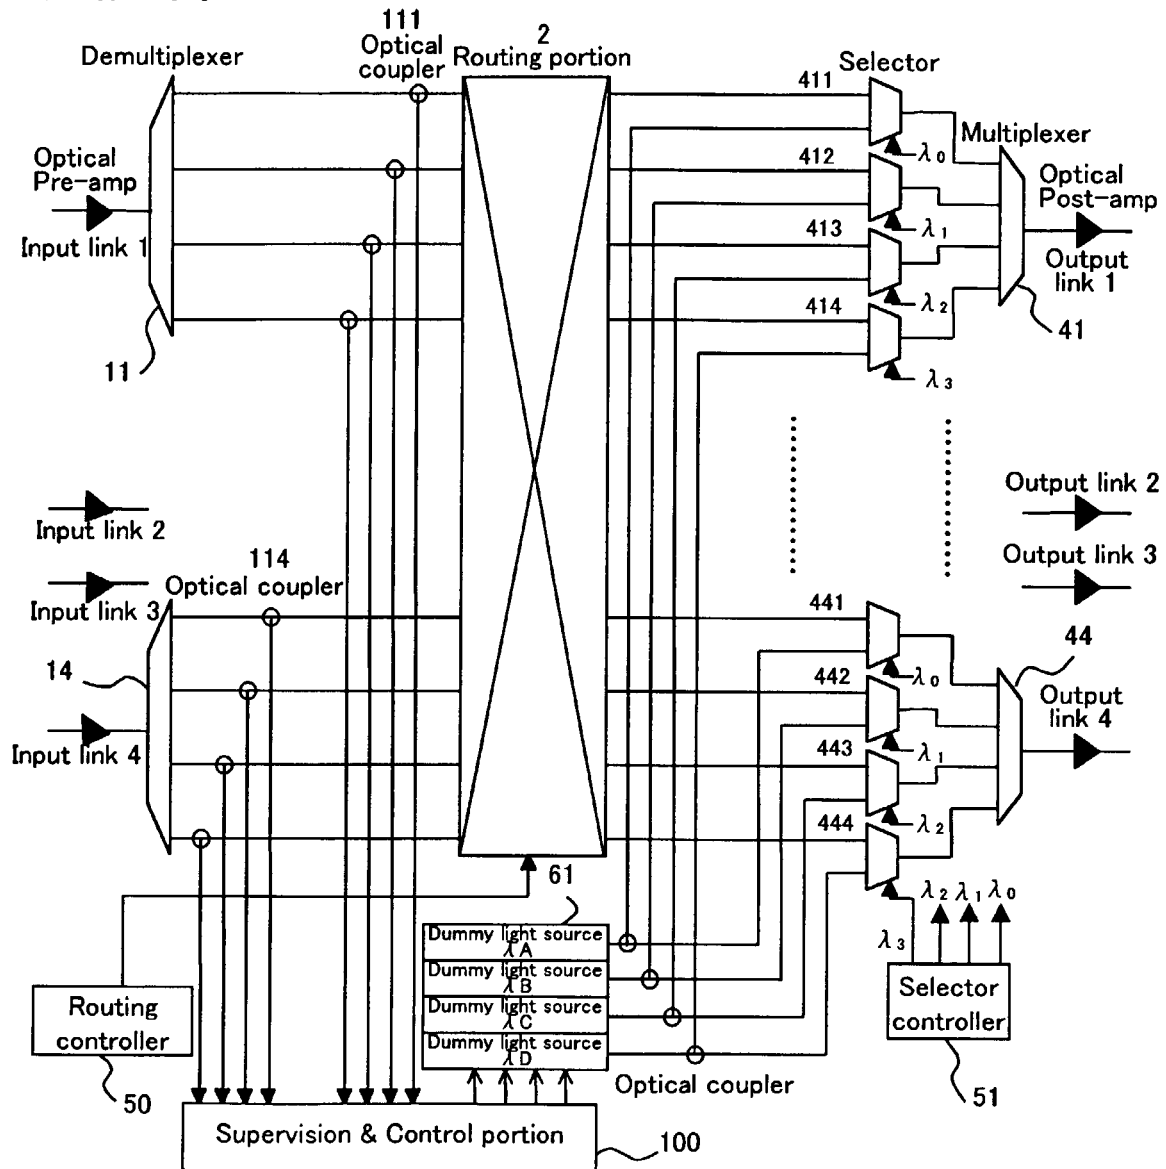 111
Optical
coupler
2
Routing portion
Demultiplexer
Selector
411
λ0
Multiplexer
Optical
Pre-amp
412
Optical
Post-amp
Input link 1
λ1
413
Output
link 1
λ2
414
11
41
λ3
Input link 2
Output link 2
Input link 3
Output link 3
114
Optical coupler
441
14
44
λ0
442
Output
link 4
Input link 4
λ1
443
λ2
444
61
Dummy light source
λA
Dummy light source
λB
Dummy light source
λC
Dummy light source
λD
λ2 λ1 λ0
λ3
Routing
controller
Selector
controller
Optical coupler
50
51
Supervision & Control portion
100